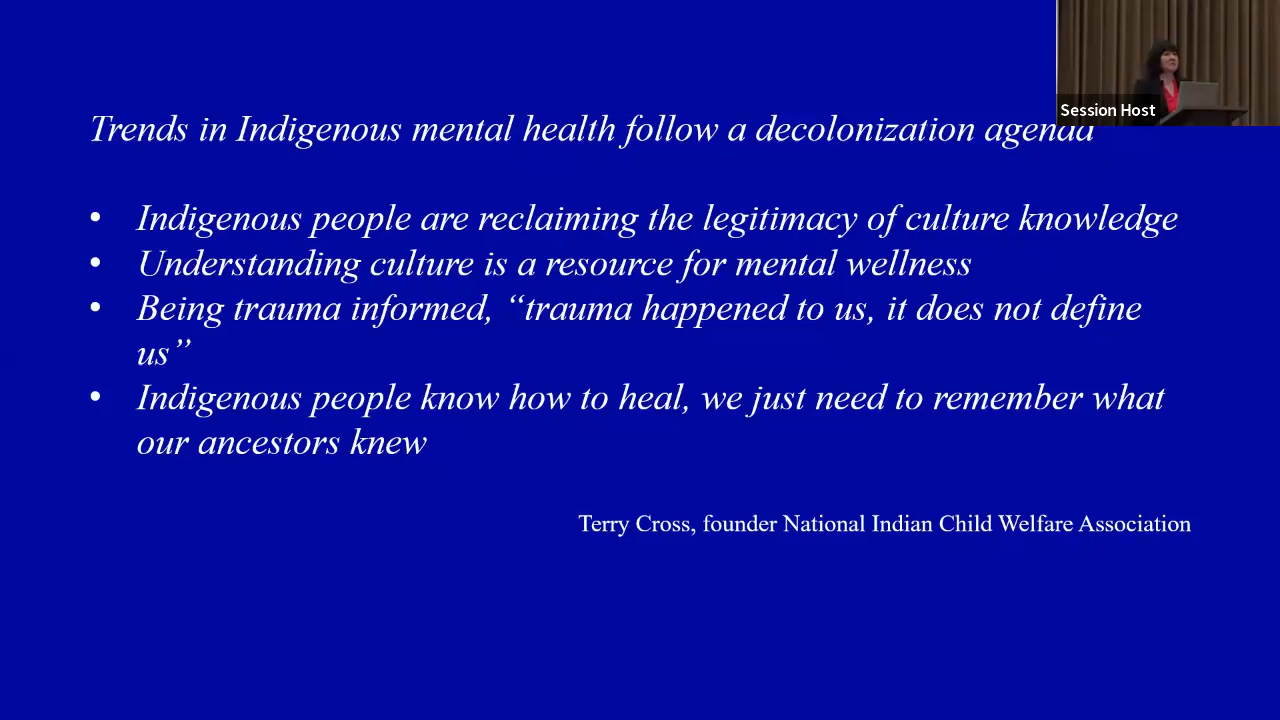 Session Host
Trends in Indigenous mental health follow a decolonization agenda
• Indigenous people are reclaiming the legitimacy of culture knowledge
• Understanding culture is a resource for mental wellness
• Being trauma informed, “trauma happened to us, it does not define
us”
• Indigenous people know how to heal, we just need to remember what
our ancestors knew
Terry Cross, founder National Indian Child Welfare Association